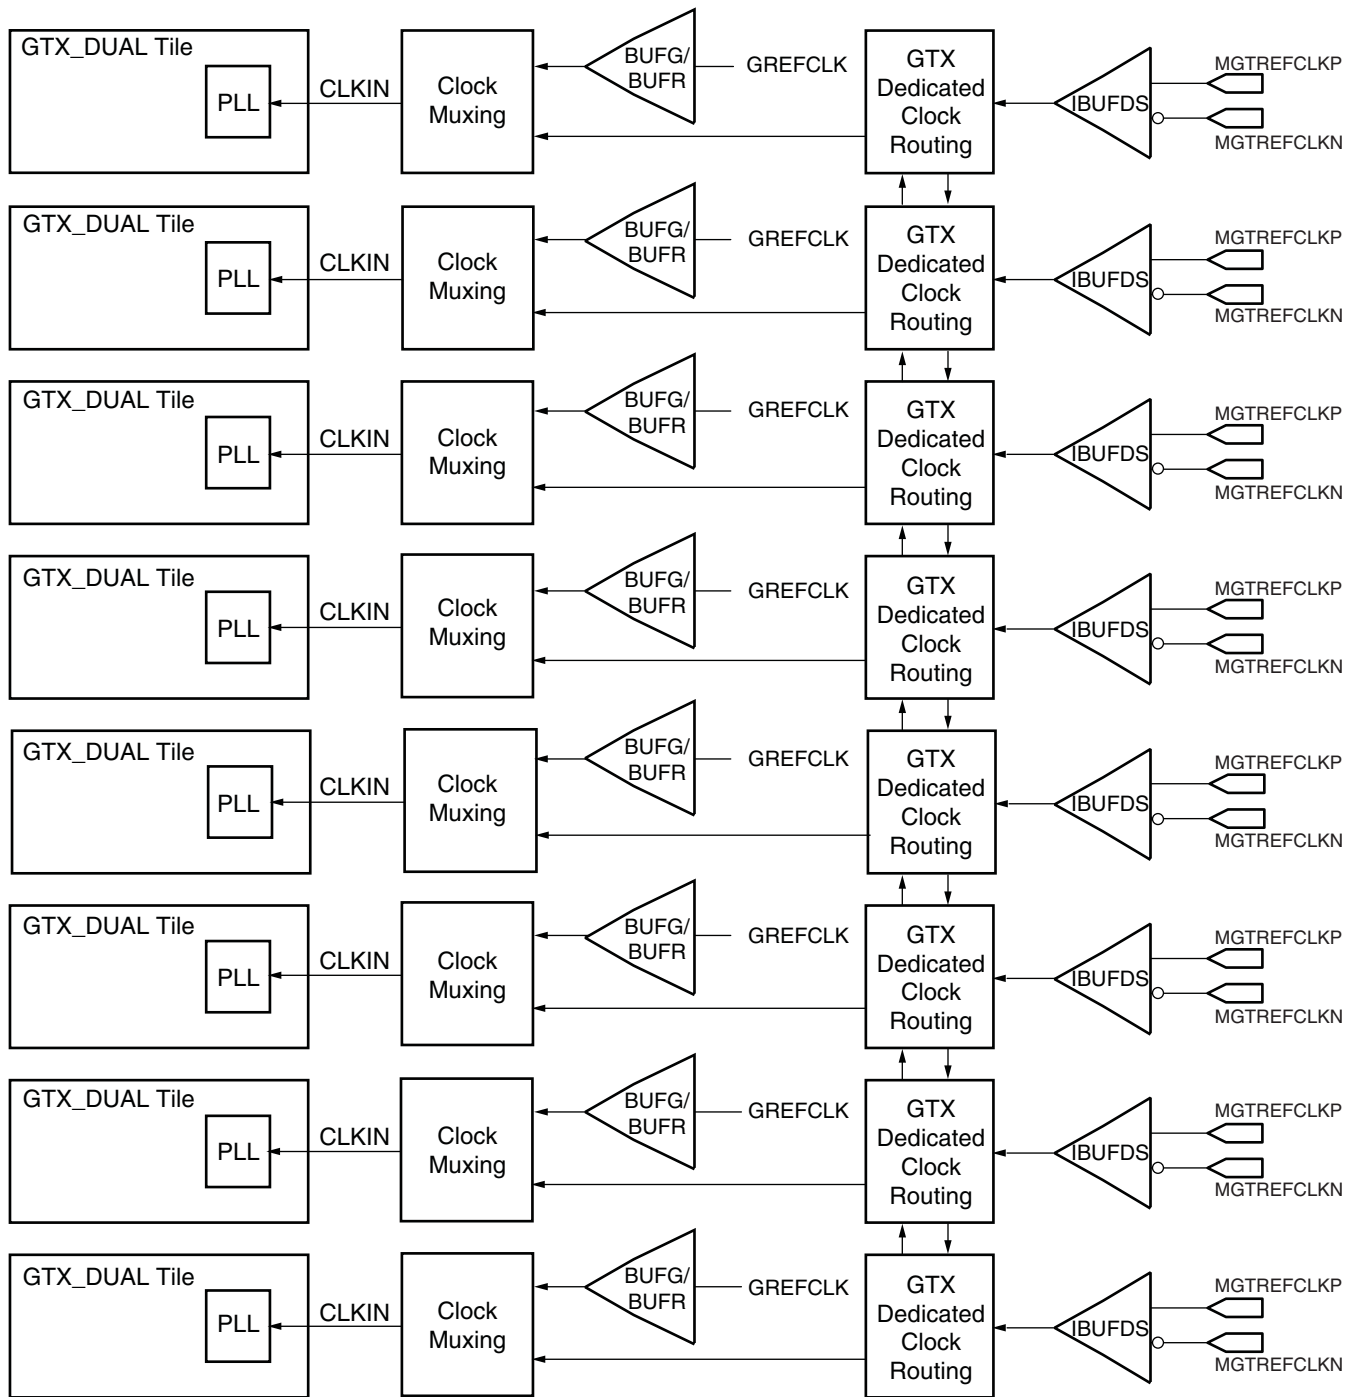 GTX_DUAL Tile
PLL
CLKIN
Clock
Muxing
BUFG/
BUFR
GREFCLK
GTX
Dedicated
Clock
Routing
IBUFDS
MGTREFCLKP
MGTREFCLKN
GTX_DUAL Tile
PLL
CLKIN
Clock
Muxing
BUFG/
BUFR
GREFCLK
GTX
Dedicated
Clock
Routing
IBUFDS
MGTREFCLKP
MGTREFCLKN
GTX_DUAL Tile
PLL
CLKIN
Clock
Muxing
BUFG/
BUFR
GREFCLK
GTX
Dedicated
Clock
Routing
IBUFDS
MGTREFCLKP
MGTREFCLKN
GTX_DUAL Tile
PLL
CLKIN
Clock
Muxing
BUFG/
BUFR
GREFCLK
GTX
Dedicated
Clock
Routing
IBUFDS
MGTREFCLKP
MGTREFCLKN
GTX_DUAL Tile
PLL
CLKIN
Clock
Muxing
BUFG/
BUFR
GREFCLK
GTX
Dedicated
Clock
Routing
IBUFDS
MGTREFCLKP
MGTREFCLKN
GTX_DUAL Tile
PLL
CLKIN
Clock
Muxing
BUFG/
BUFR
GREFCLK
GTX
Dedicated
Clock
Routing
IBUFDS
MGTREFCLKP
MGTREFCLKN
GTX_DUAL Tile
PLL
CLKIN
Clock
Muxing
BUFG/
BUFR
GREFCLK
GTX
Dedicated
Clock
Routing
IBUFDS
MGTREFCLKP
MGTREFCLKN
GTX_DUAL Tile
PLL
CLKIN
Clock
Muxing
BUFG/
BUFR
GREFCLK
GTX
Dedicated
Clock
Routing
IBUFDS
MGTREFCLKP
MGTREFCLKN